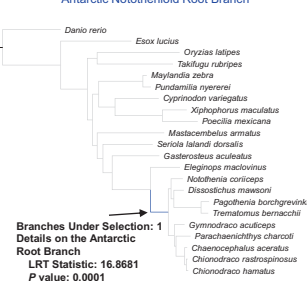 Antarctic Notothenioid Root Branch
Danio rerio
Esox lucius
Oryzias latipes
Takifugu rubripes
Maylandia zebra
Pundamilia nyererei
Cyprinodon variegatus
Xiphophorus maculatus
Poecilia mexicana
Mastacembelus armatus
Seriola lalandi dorsalis
Gasterosteus aculeatus
Eleginops maclovinus
Notothenia coriiceps
Dissostichus mawsoni
Pagothenia borchgrevinki
Trematomus bernacchii
Gymnodraco acuticeps
Parachaenichthys charcoti
Chaenocephalus aceratus
Chionodraco rastrospinosus
Chionodraco hamatus
Branches Under Selection: 1
Details on the Antarctic
Root Branch
LRT Statistic: 16.8681
P value: 0.0001